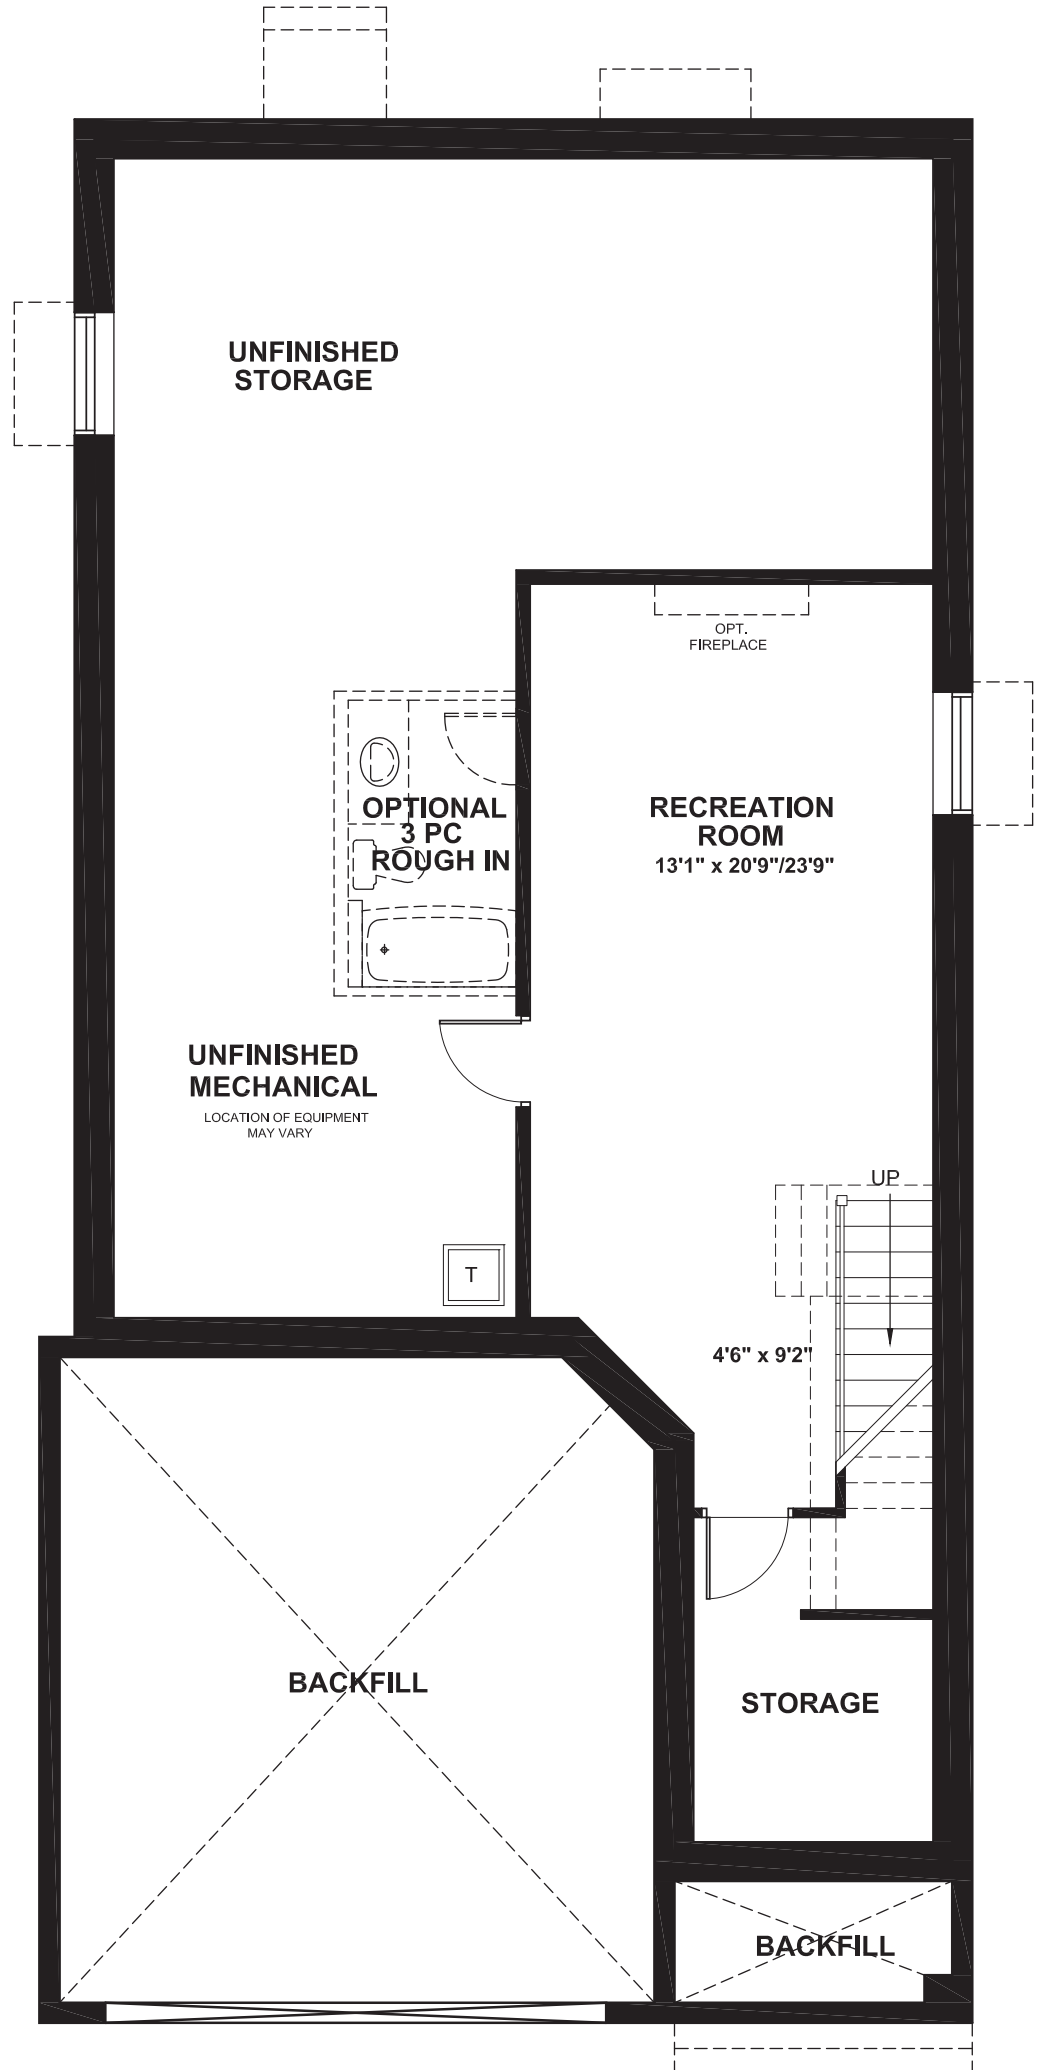 UNFINISHED
STORAGE
OPT.
FIREPLACE
OPTIONAL
3 PC
ROUGH IN
RECREATION
ROOM
13'1" x 20'9"/23'9"
UNFINISHED
MECHANICAL
LOCATION OF EQUIPMENT
MAY VARY
UP
T
4'6" x 9'2"
BACKFILL
STORAGE
BACKFILL